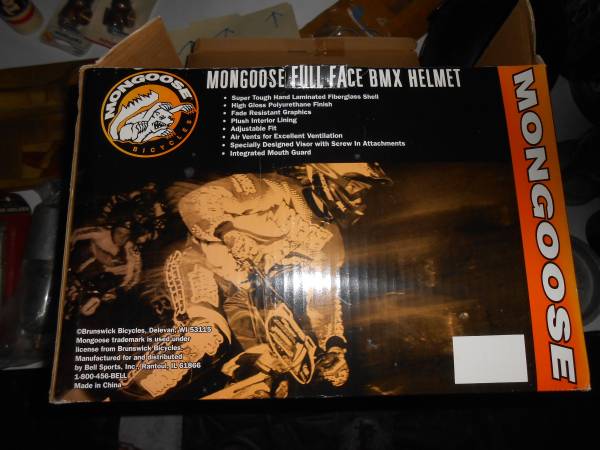 MONGOOSE FULL FACE BMX HELMET
MONGOOSE
BICYCLES
• Super Tough Hand Laminated Fiberglass Shell
• High Gloss Polyurethane Finish
• Fade Resistant Graphics
• Plush Interior Lining
• Adjustable Fit
• Air Vents for Excellent Ventilation
• Specially Designed Visor with Screw In Attachments
• Integrated Mouth Guard
MONGOOSE
©Brunswick Bicycles, Delevan, WI 53115
Mongoose trademark is used under
license from Brunswick Bicycles.
Manufactured for and distributed
by Bell Sports, Inc., Rantoul, IL 61866
1-800-456-BELL
Made in China